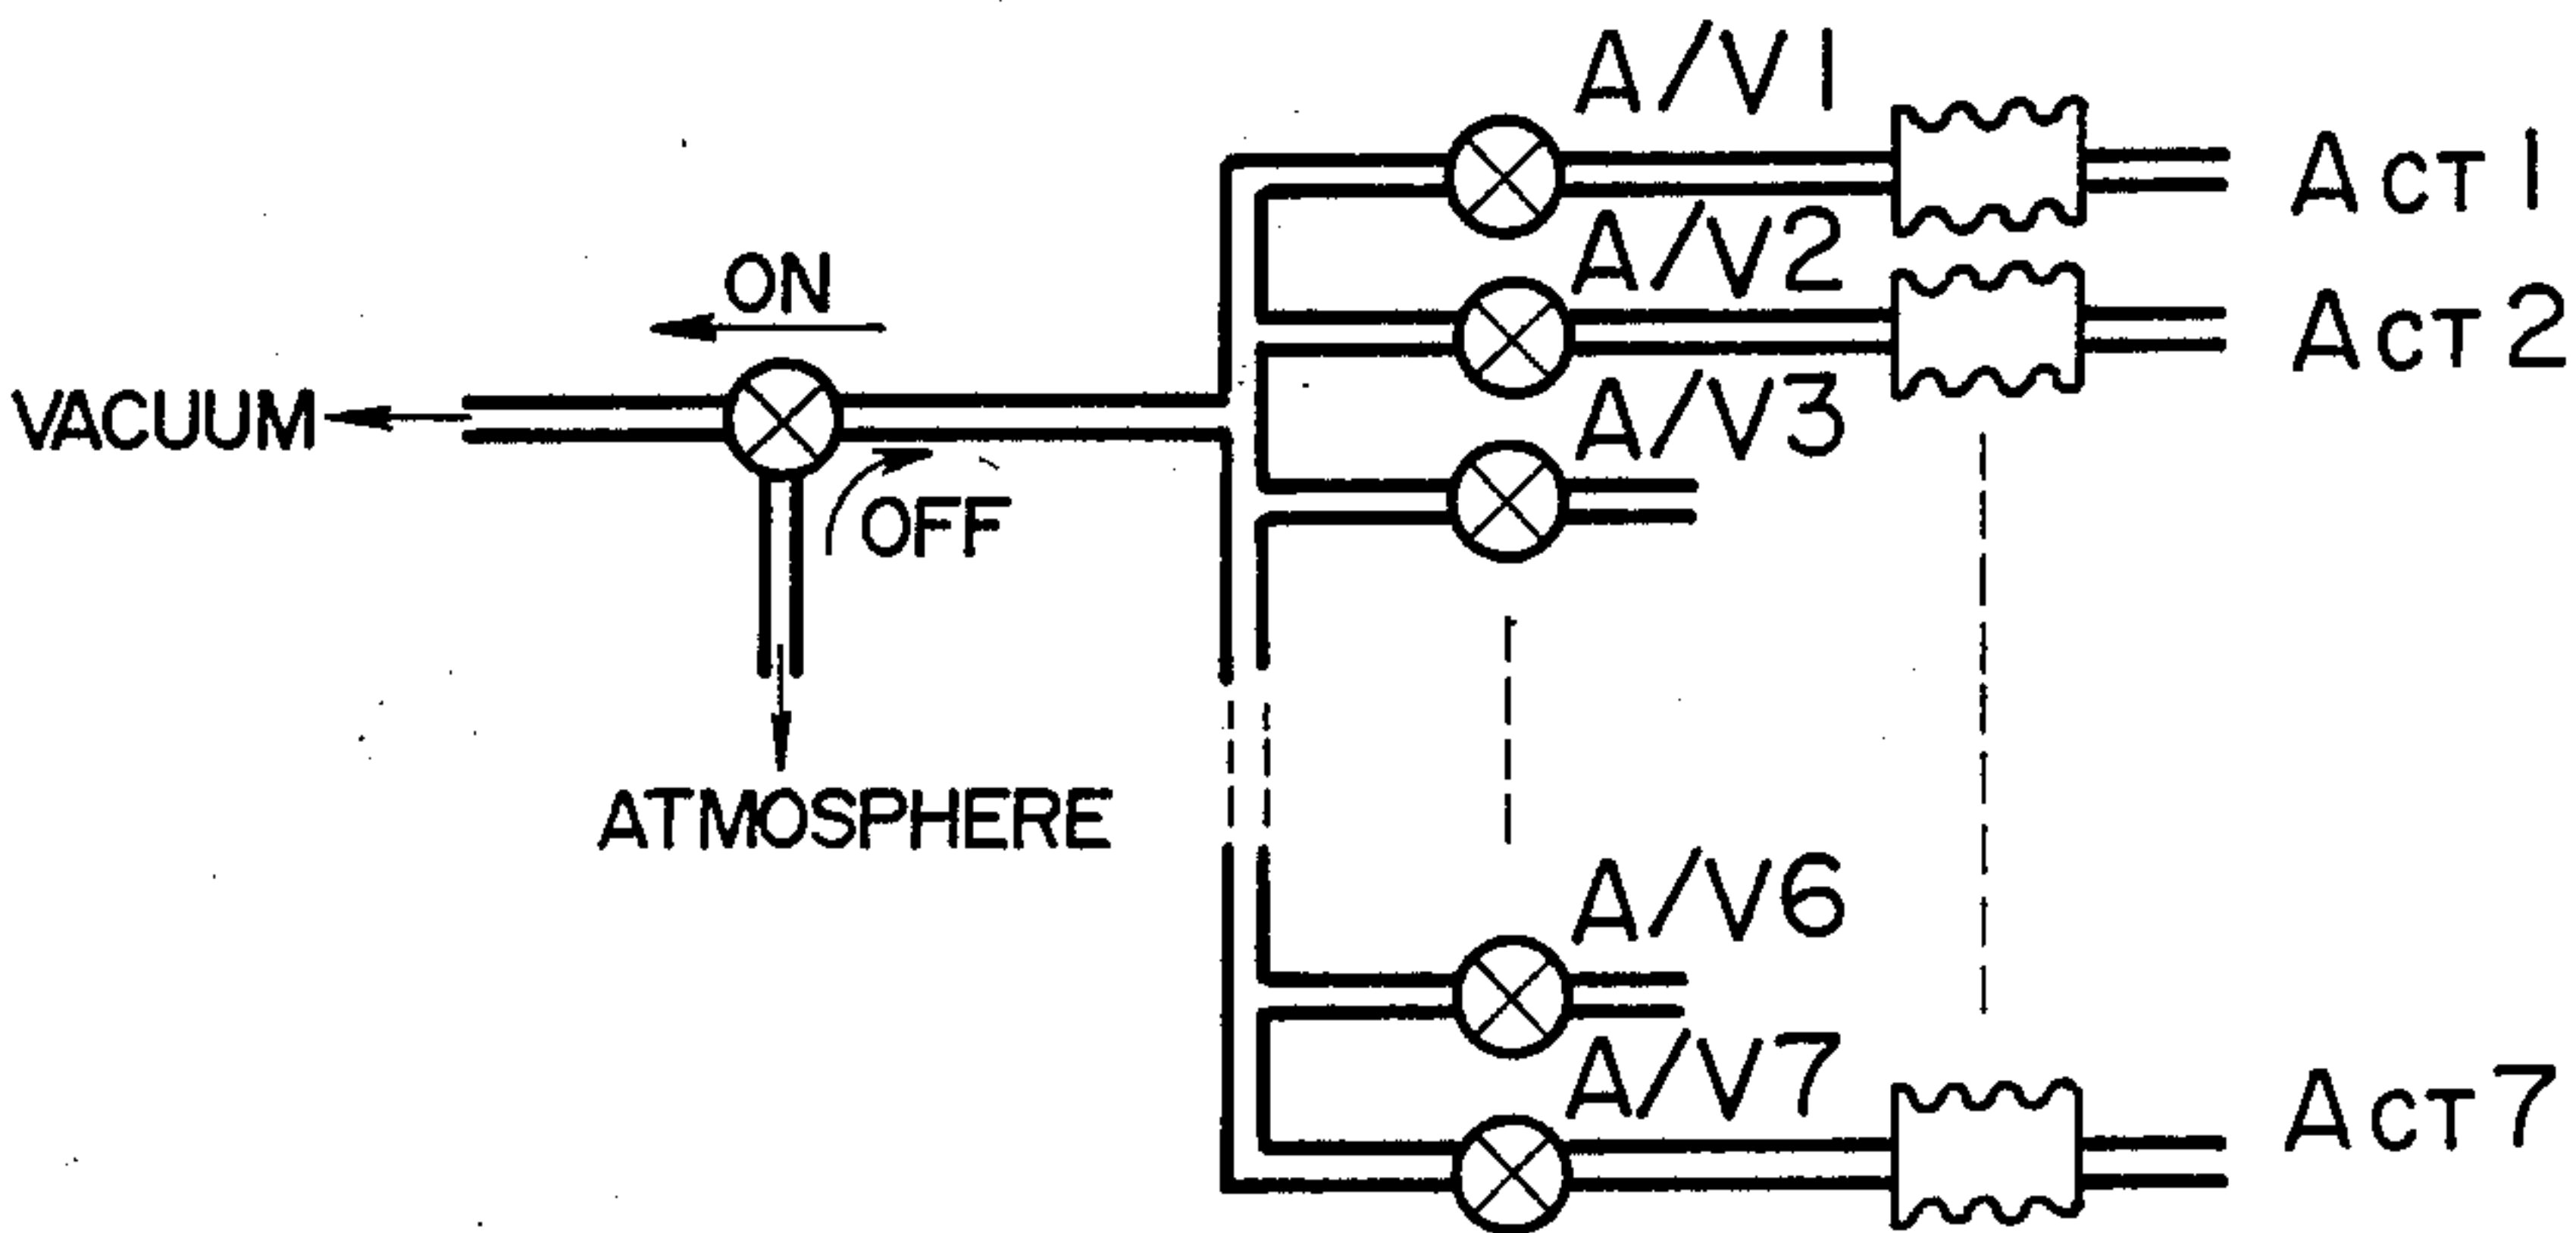 A/V1
ACT 1
A/V2
ACT 2
ON
VACUUM
A/V3
OFF
ATMOSPHERE
A/V6
A/V7
ACT 7